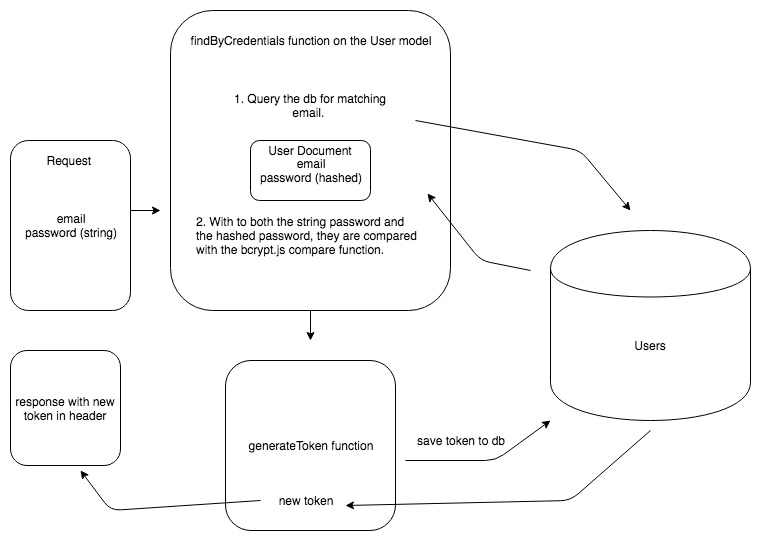 findByCredentials function on the User model
1. Query the db for matching
email.
User Document
email
password (hashed)
2. With to both the string password and
the hashed password, they are compared
with the bcrypt.js compare function.
Request
email
password (string)
Users
response with new
token in header
generateToken function
save token to db
new token